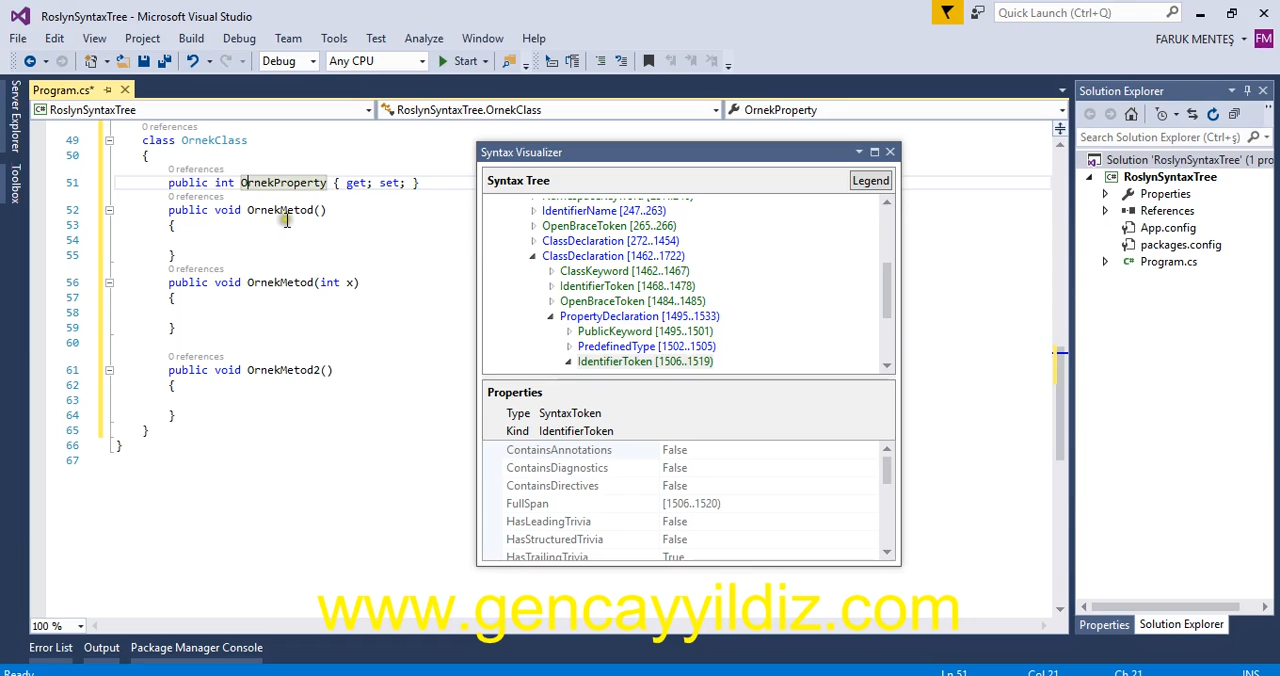 RoslynSyntaxTree - Microsoft Visual Studio
Quick Launch (Ctrl+Q)
File Edit View Project Build Debug Team Tools Test Analyze Window Help
FARUK MENTEŞ FM
Debug Any CPU Start
Program.cs*
RoslynSyntaxTree RoslynSyntaxTree.OrnekClass OrnekProperty
Server Explorer
Toolbox
0 references
49 class OrnekClass
50 {
0 references
51 public int OrnekProperty { get; set; }
0 references
52 public void OrnekMetod()
53 {
54
55 }
0 references
56 public void OrnekMetod(int x)
57 {
58
59 }
60
0 references
61 public void OrnekMetod2()
62 {
63
64 }
65 }
66 }
67
Syntax Visualizer
Syntax Tree Legend
IdentifierName [247..263)
OpenBraceToken [265..266)
ClassDeclaration [272..1454)
ClassDeclaration [1462..1722)
ClassKeyword [1462..1467)
IdentifierToken [1468..1478)
OpenBraceToken [1484..1485)
PropertyDeclaration [1495..1533)
PublicKeyword [1495..1501)
PredefinedType [1502..1505)
IdentifierToken [1506..1519)
Properties
Type SyntaxToken
Kind IdentifierToken
ContainsAnnotations False
ContainsDiagnostics False
ContainsDirectives False
FullSpan [1506..1520)
HasLeadingTrivia False
HasStructuredTrivia False
HasTrailingTrivia True
Solution Explorer
Search Solution Explorer (Ctrl+ş)
Solution 'RoslynSyntaxTree' (1 pro
RoslynSyntaxTree
Properties
References
App.config
packages.config
Program.cs
www.gencayyildiz.com
100 %
Properties Solution Explorer
Error List Output Package Manager Console
Ready Ln 51 Col 21 Ch 21 INS